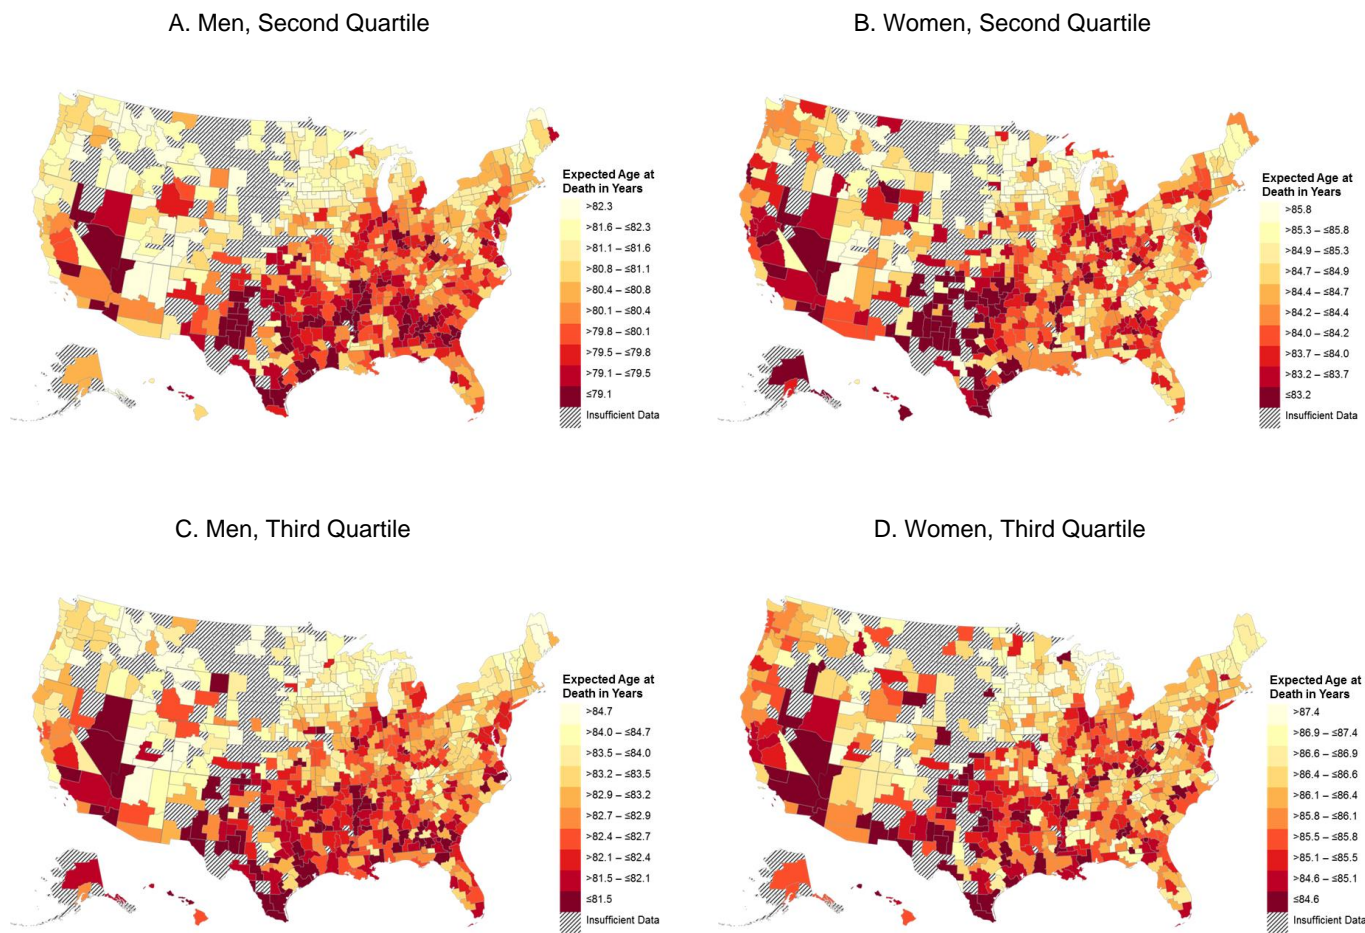 A. Men, Second Quartile
Expected Age at
Death in Years
>82.3
>81.6 – ≤82.3
>81.1 – ≤81.6
>80.8 – ≤81.1
>80.4 – ≤80.8
>80.1 – ≤80.4
>79.8 – ≤80.1
>79.5 – ≤79.8
>79.1 – ≤79.5
≤79.1
Insufficient Data
B. Women, Second Quartile
Expected Age at
Death in Years
>85.8
>85.3 – ≤85.8
>84.9 – ≤85.3
>84.7 – ≤84.9
>84.4 – ≤84.7
>84.2 – ≤84.4
>84.0 – ≤84.2
>83.7 – ≤84.0
>83.2 – ≤83.7
≤83.2
Insufficient Data
C. Men, Third Quartile
Expected Age at
Death in Years
>84.7
>84.0 – ≤84.7
>83.5 – ≤84.0
>83.2 – ≤83.5
>82.9 – ≤83.2
>82.7 – ≤82.9
>82.4 – ≤82.7
>82.1 – ≤82.4
>81.5 – ≤82.1
≤81.5
Insufficient Data
D. Women, Third Quartile
Expected Age at
Death in Years
>87.4
>86.9 – ≤87.4
>86.6 – ≤86.9
>86.4 – ≤86.6
>86.1 – ≤86.4
>85.8 – ≤86.1
>85.5 – ≤85.8
>85.1 – ≤85.5
>84.6 – ≤85.1
≤84.6
Insufficient Data